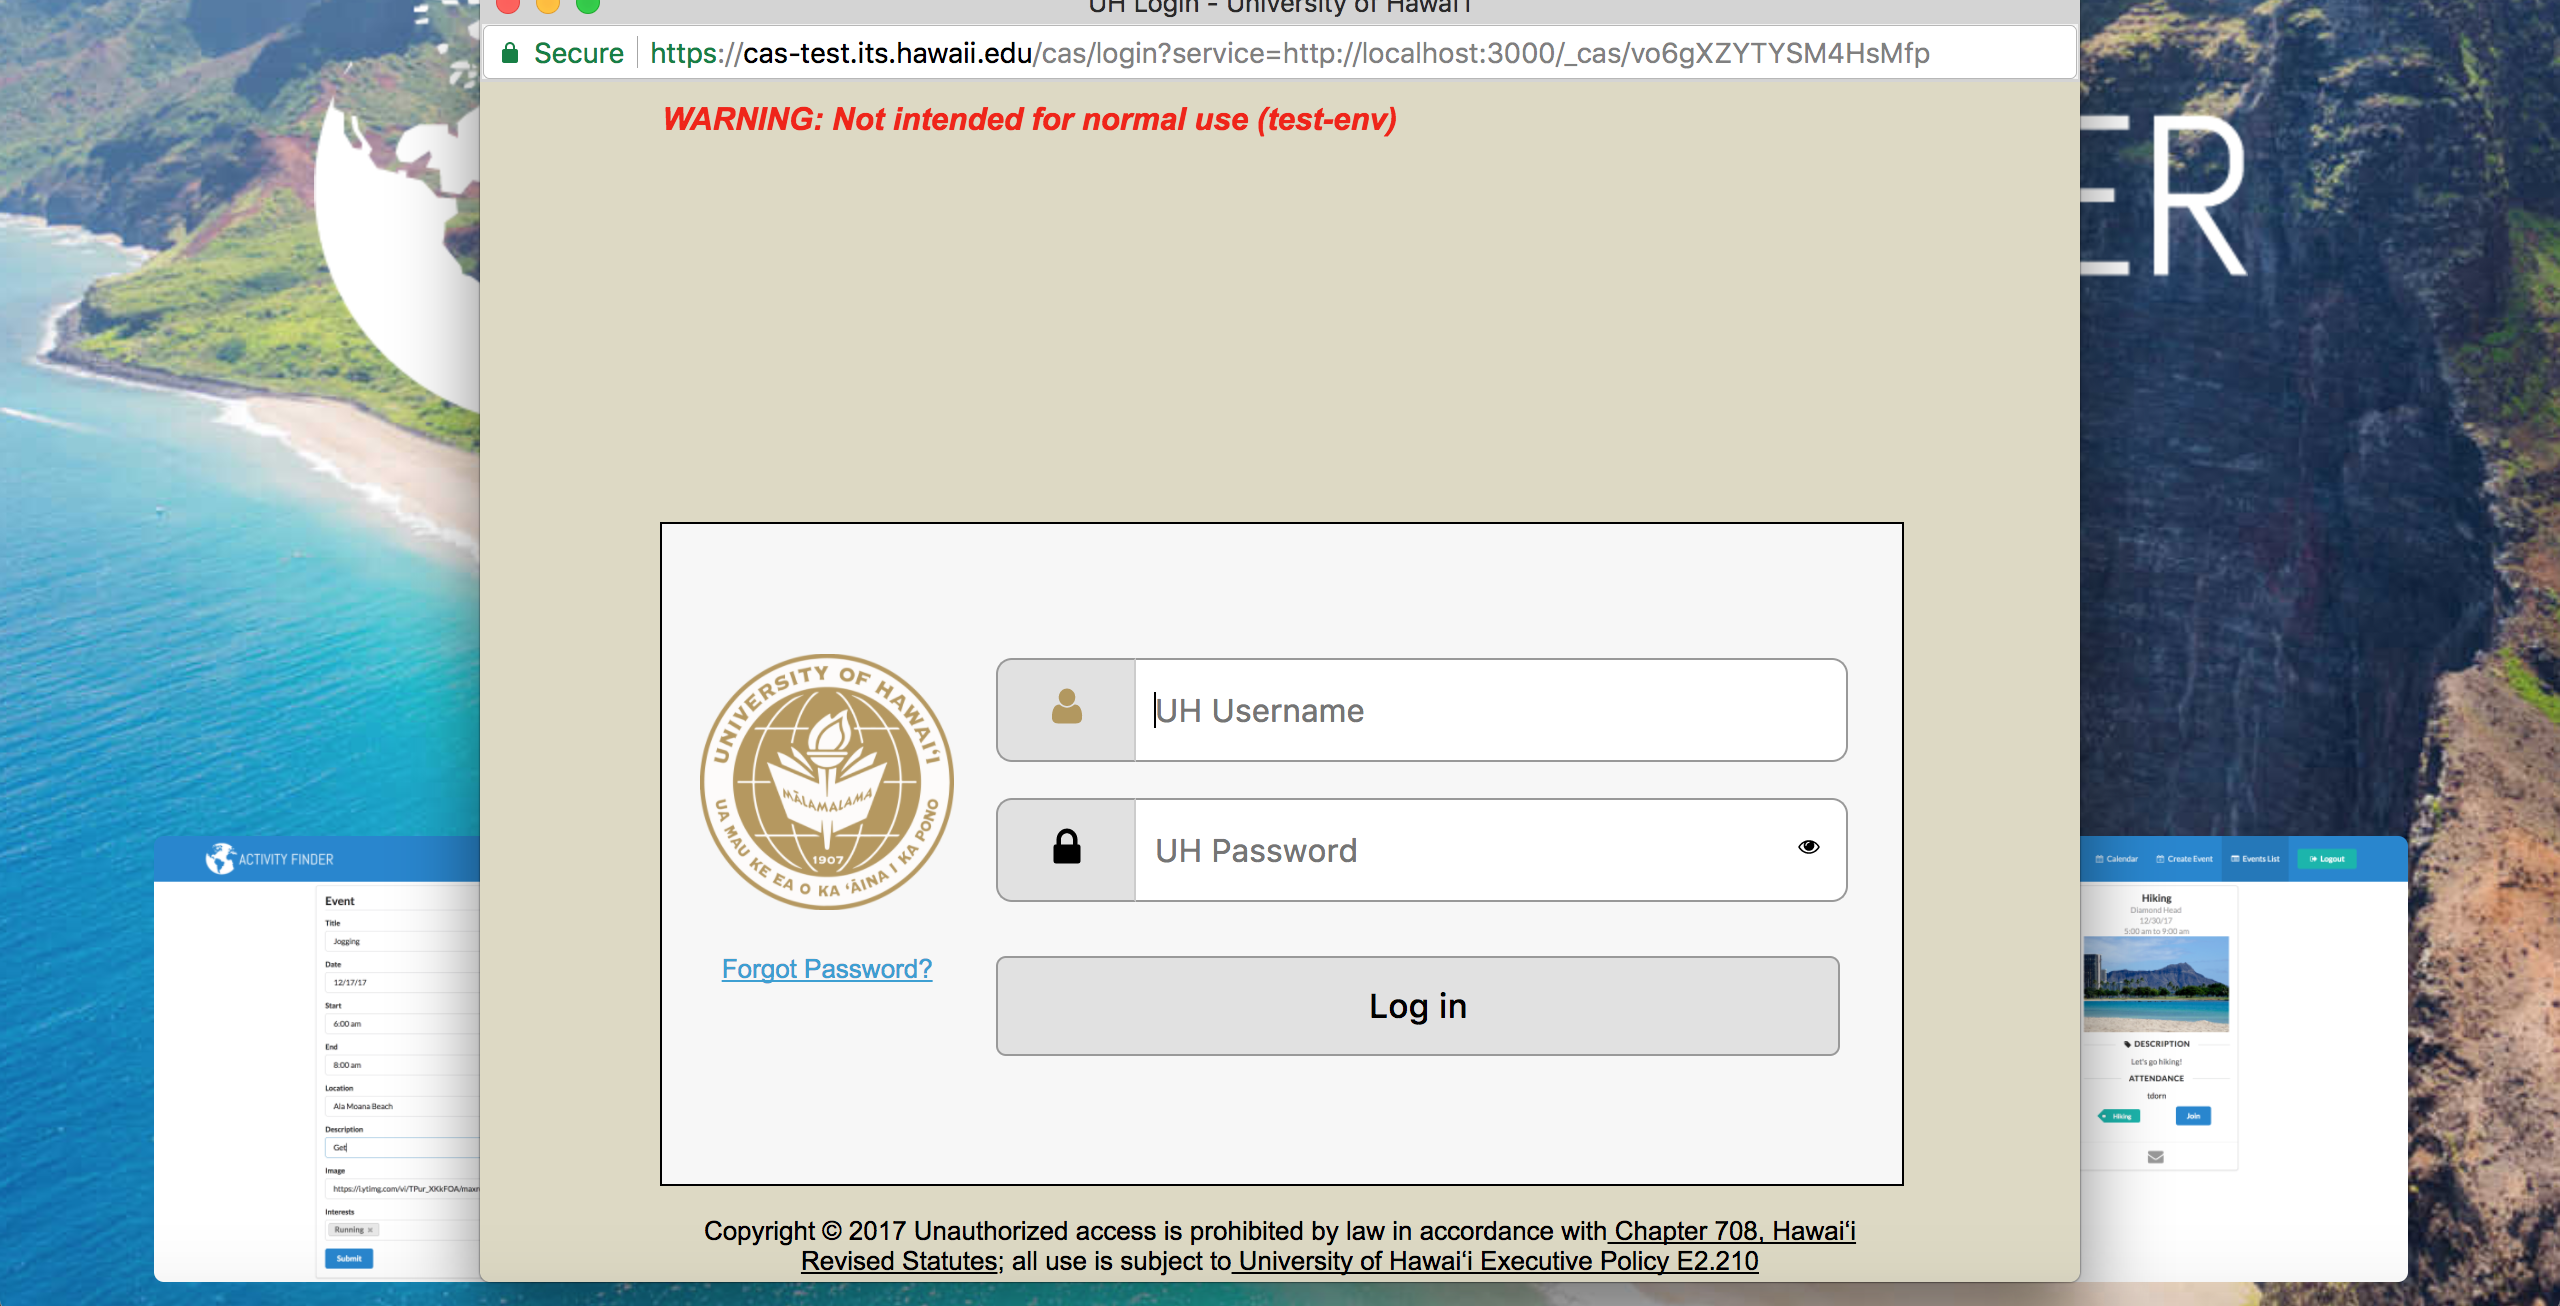 UH Login - University of Hawai'i
Secure https://cas-test.its.hawaii.edu/cas/login?service=http://localhost:3000/_cas/vo6gXZYTYSM4HsMfp
WARNING: Not intended for normal use (test-env)
ER
UNIVERSITY OF HAWAIʻI
MĀLAMALAMA
1907
UA MAU KE EA O KA ʻĀINA I KA PONO
UH Username
UH Password
Forgot Password?
Log in
Copyright © 2017 Unauthorized access is prohibited by law in accordance with Chapter 708, Hawaiʻi
Revised Statutes; all use is subject to University of Hawaiʻi Executive Policy E2.210
ACTIVITY FINDER
Event
Title
Jogging
Date
12/17/17
Start
6:00 am
End
8:00 am
Location
Ala Moana Beach
Description
Get
Image
https://i.ytimg.com/vi/TPur_XKkFOA/maxr
Interests
Running ×
Submit
Calendar Create Event Events List Logout
Hiking
Diamond Head
12/30/17
5:00 am to 9:00 am
DESCRIPTION
Let's go hiking!
ATTENDANCE
tdorn
Hiking Join